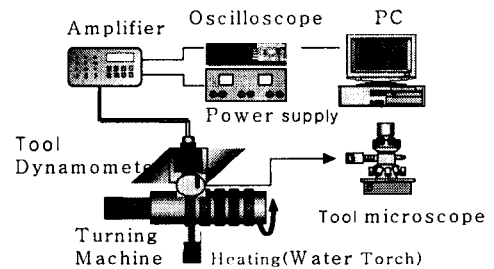 Amplifier
Oscilloscope
PC
Power supply
Tool
Dynamomete
Tool microscope
Turning
Machine
Heating(Water Torch)